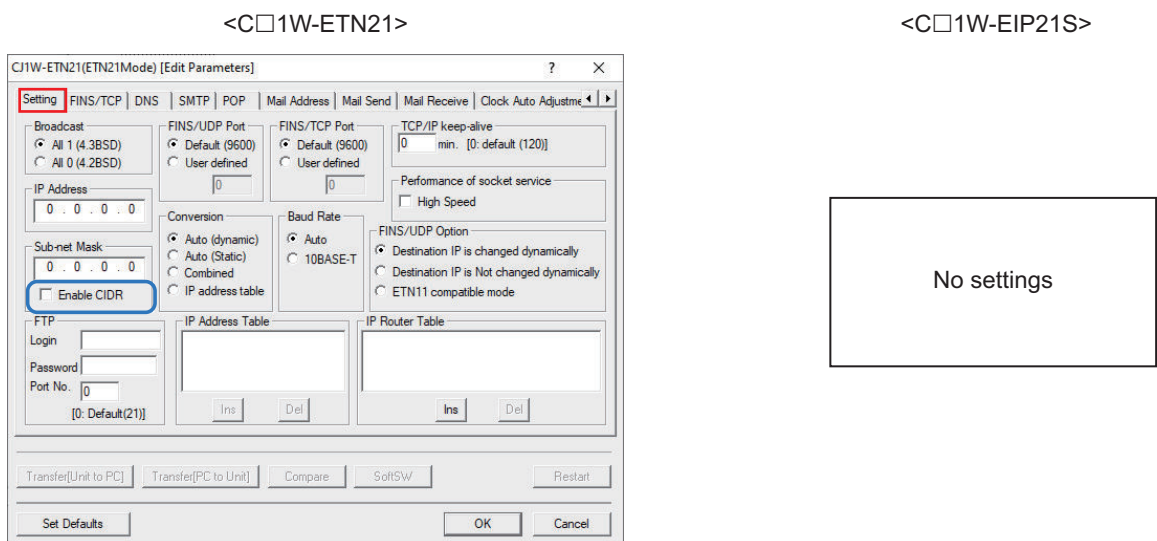 <C□1W-ETN21>
<C□1W-EIP21S>
CJ1W-ETN21(ETN21Mode) [Edit Parameters]
? X
Setting FINS/TCP DNS SMTP POP Mail Address Mail Send Mail Receive Clock Auto Adjustme
Broadcast
All 1 (4.3BSD)
All 0 (4.2BSD)
FINS/UDP Port
Default (9600)
User defined
0
FINS/TCP Port
Default (9600)
User defined
0
TCP/IP keep-alive
0 min. [0: default (120)]
Performance of socket service
High Speed
IP Address
0 . 0 . 0 . 0
Sub-net Mask
0 . 0 . 0 . 0
Enable CIDR
Conversion
Auto (dynamic)
Auto (Static)
Combined
IP address table
Baud Rate
Auto
10BASE-T
FINS/UDP Option
Destination IP is changed dynamically
Destination IP is Not changed dynamically
ETN11 compatible mode
FTP
Login
Password
Port No. 0
[0: Default(21)]
IP Address Table
Ins Del
IP Router Table
Ins Del
Transfer[Unit to PC] Transfer[PC to Unit] Compare SoftSW Restart
Set Defaults OK Cancel
No settings